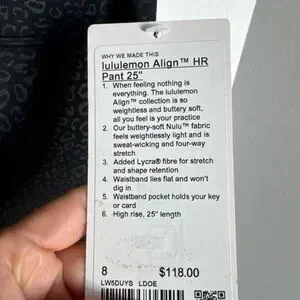 WHY WE MADE THIS
lululemon Align™ HR
Pant 25"
1. When feeling nothing is
everything. The lululemon
Align™ collection is so
weightless and buttery soft,
all you feel is your practice
2. Our buttery-soft Nulu™ fabric
feels weightlessly light and is
sweat-wicking and four-way
stretch
3. Added Lycra® fibre for stretch
and shape retention
4. Waistband lies flat and won't
dig in
5. Waistband pocket holds your key
or card
6. High rise, 25" length
8 $118.00
LW5DUYS LDOE